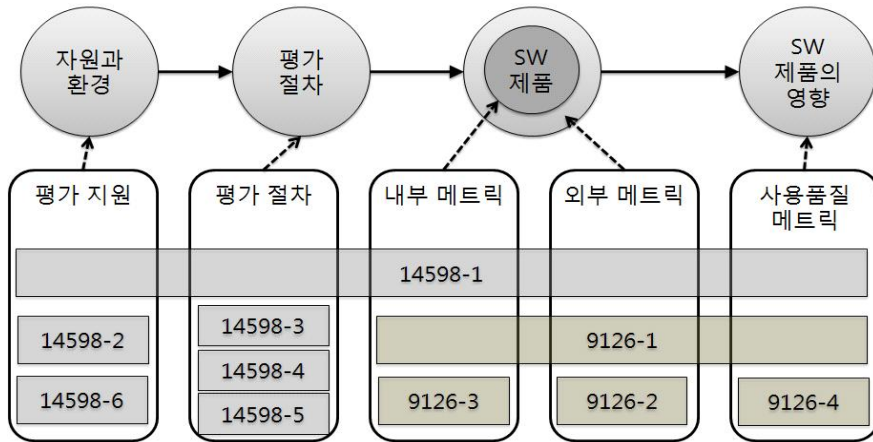 자원과
환경
평가
절차
SW
제품
SW
제품의
영향
평가 지원
평가 절차
내부 메트릭
외부 메트릭
사용품질
메트릭
14598-1
14598-2
14598-3
9126-1
14598-4
14598-6
14598-5
9126-3
9126-2
9126-4